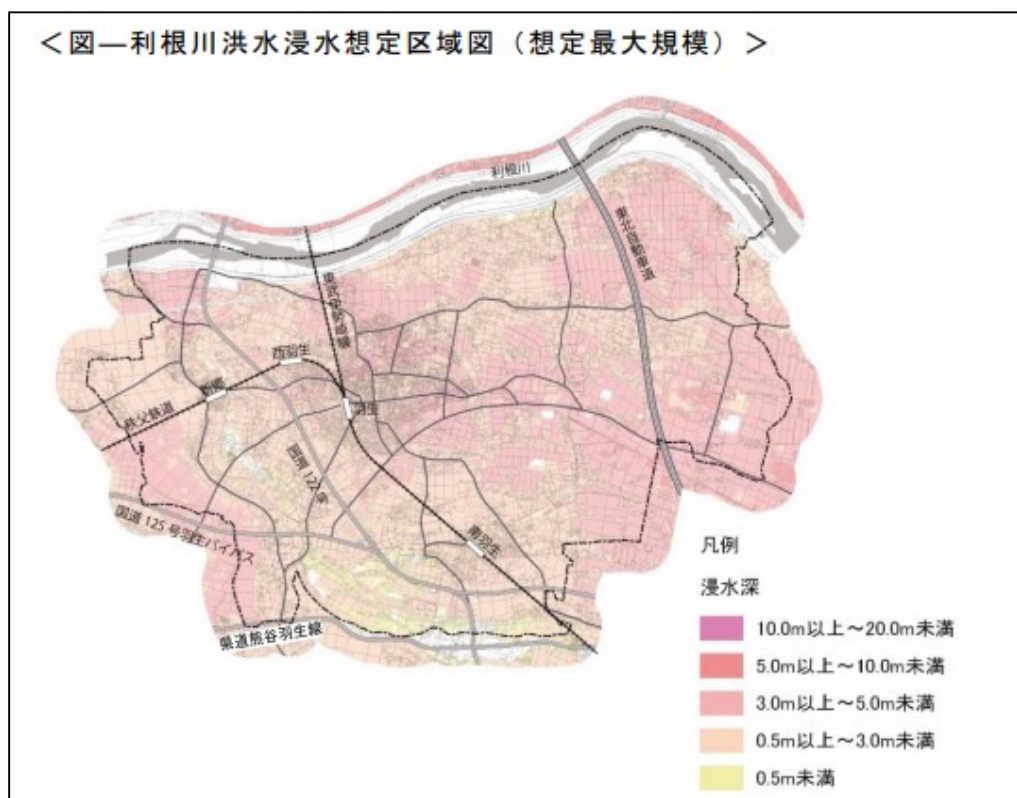 ＜図―利根川洪水浸水想定区域図（想定最大規模）＞
利根川
東北自動車道
東武伊勢崎線
西羽生
新郷
羽生
秩父鉄道
国道122号
国道125号羽生バイパス
南羽生
県道熊谷羽生線
凡例
浸水深
10.0m以上～20.0m未満
5.0m以上～10.0m未満
3.0m以上～5.0m未満
0.5m以上～3.0m未満
0.5m未満